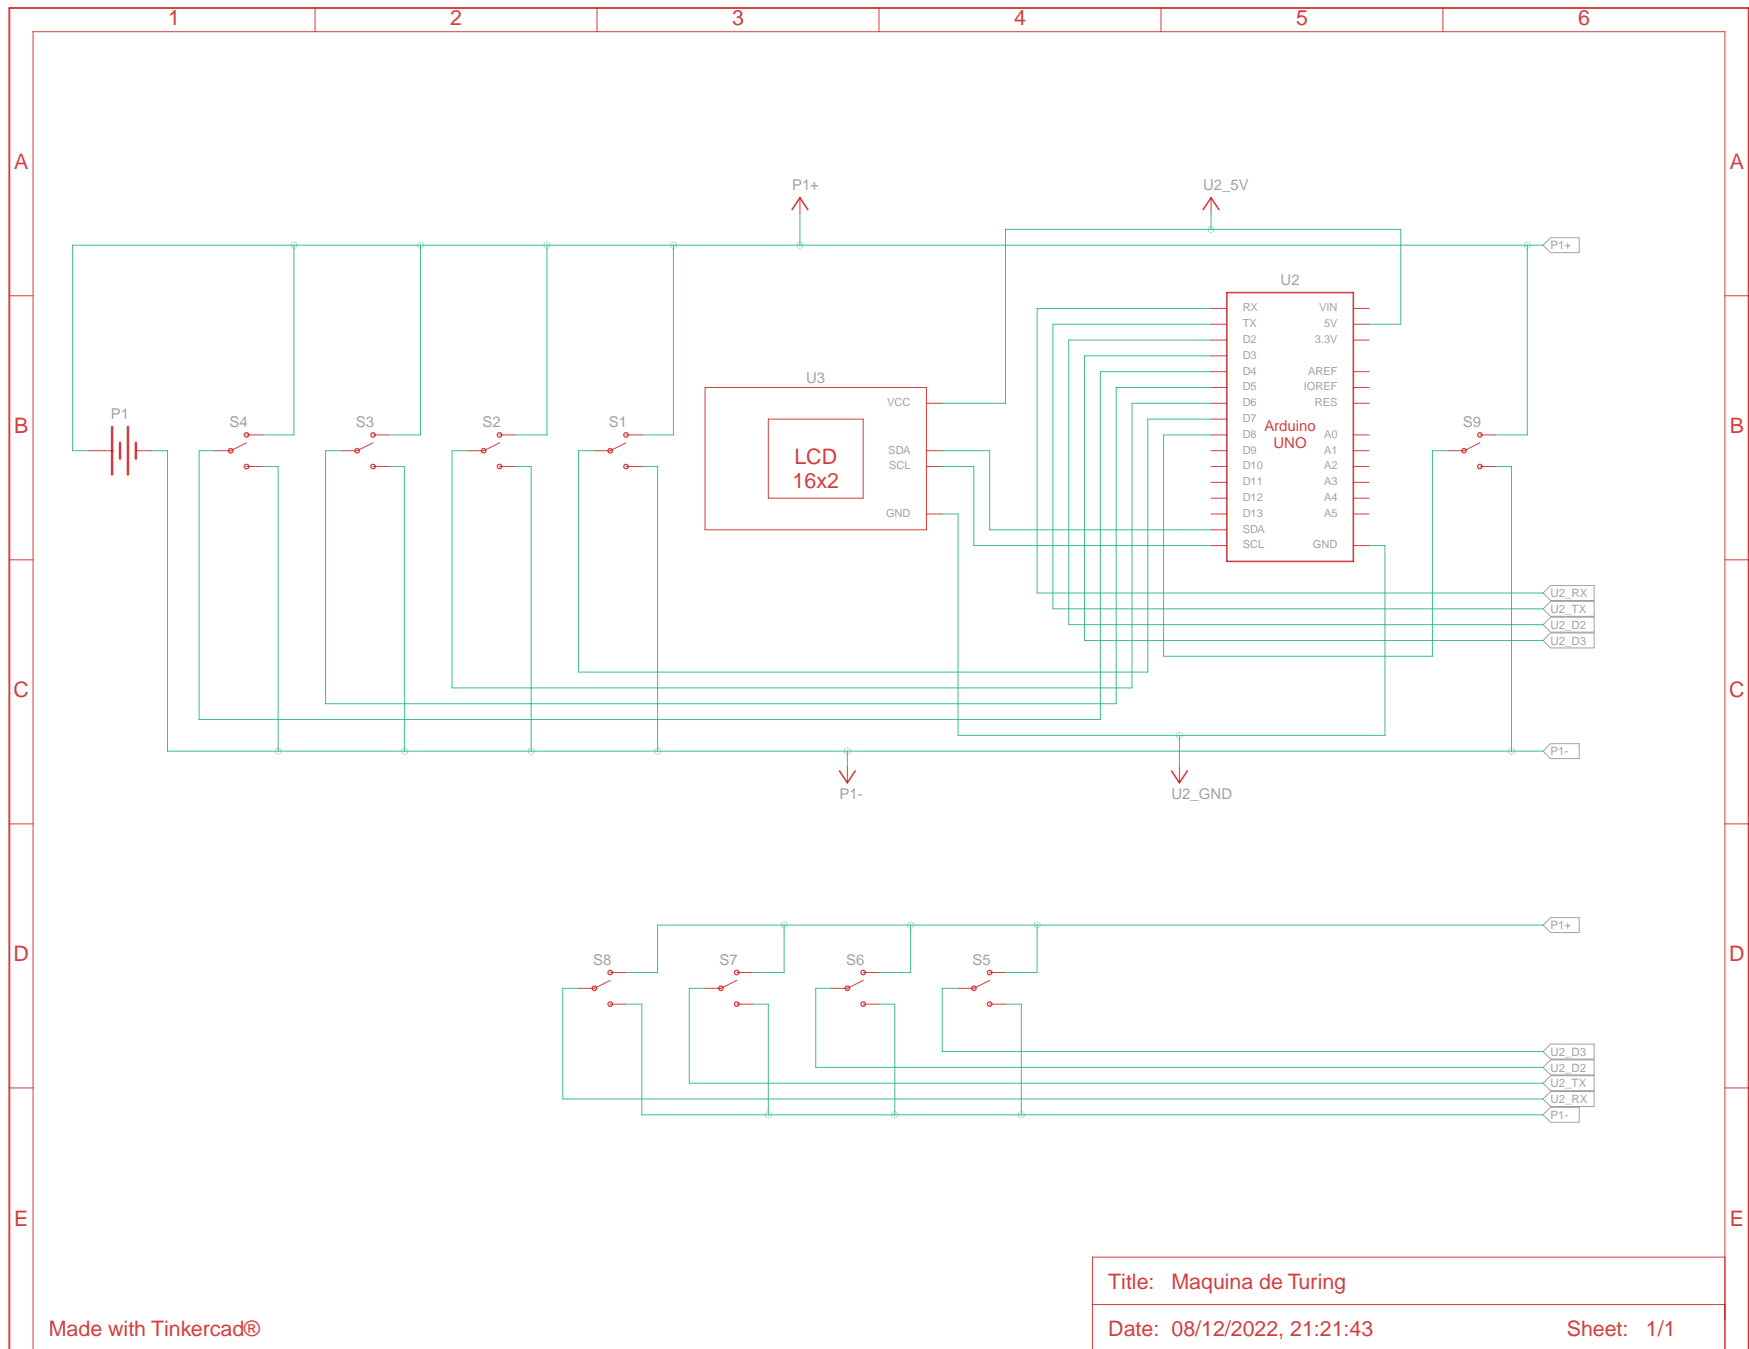 1 2 3 4 5 6
A A
P1+ U2_5V
P1+
U2
RX VIN
TX 5V
D2 3.3V
D3
D4 AREF
U3 D5 IOREF
VCC D6 RES
D7
P1 S4 S3 S2 S1 D8 A0 S9
B B
Arduino
UNO
LCD
16x2
SDA D9 A1
SCL D10 A2
D11 A3
D12 A4
GND D13 A5
SDA
SCL GND
U2_RX
U2_TX
U2_D2
U2_D3
C C
P1-
P1- U2_GND
P1+
D D
S8 S7 S6 S5
U2_D3
U2_D2
U2_TX
U2_RX
P1-
E E
Title: Maquina de Turing
Made with Tinkercad® Date: 08/12/2022, 21:21:43 Sheet: 1/1